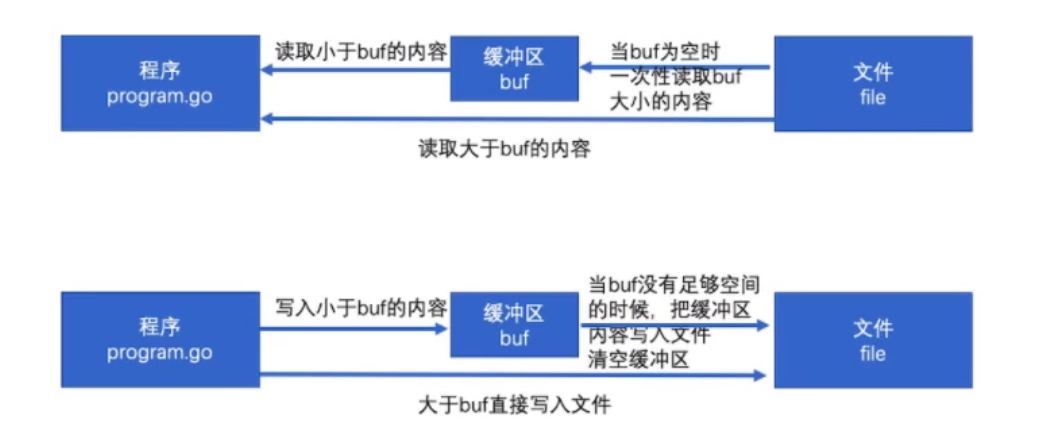 程序
program.go
读取小于buf的内容
缓冲区
buf
当buf为空时
一次性读取buf
大小的内容
文件
file
读取大于buf的内容
程序
program.go
写入小于buf的内容
缓冲区
buf
当buf没有足够空间
的时候，把缓冲区
内容写入文件
清空缓冲区
文件
file
大于buf直接写入文件